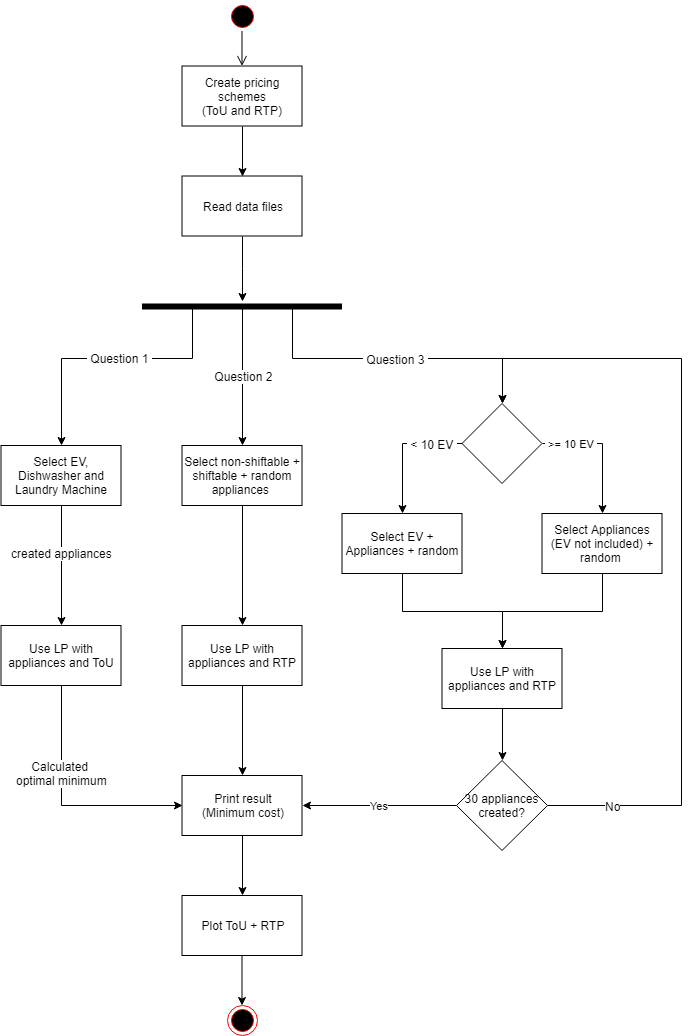 Create pricing
schemes
(ToU and RTP)
Read data files
Question 1
Question 2
Question 3
< 10 EV
>= 10 EV
Select EV,
Dishwasher and
Laundry Machine
Select non-shiftable +
shiftable + random
appliances
Select EV +
Appliances + random
Select Appliances
(EV not included) +
random
created appliances
Use LP with
appliances and ToU
Use LP with
appliances and RTP
Use LP with
appliances and RTP
Calculated
optimal minimum
Print result
(Minimum cost)
Yes
30 appliances
created?
No
Plot ToU + RTP